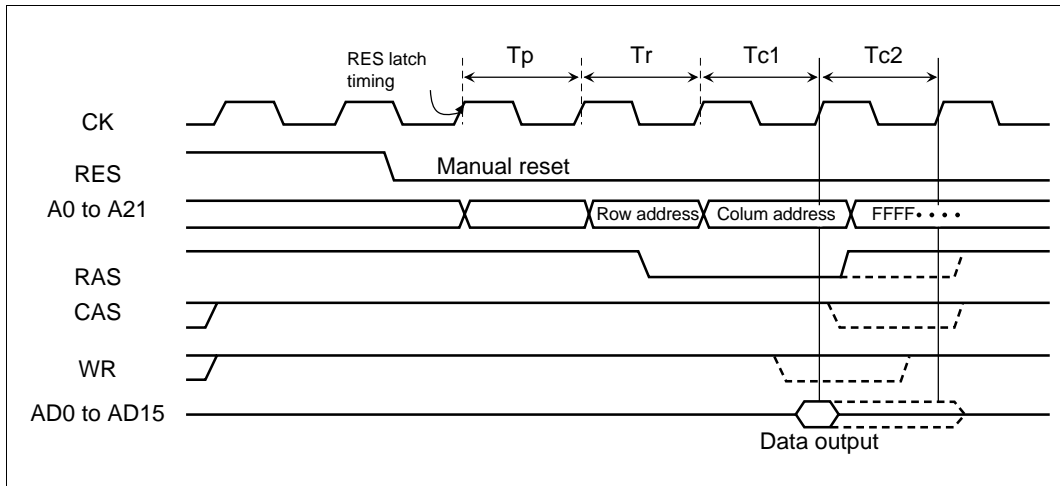 RES latch
timing
Tp
Tr
Tc1
Tc2
CK
RES
Manual reset
A0 to A21
Row address
Colum address
FFFF・・・・
RAS
CAS
WR
AD0 to AD15
Data output